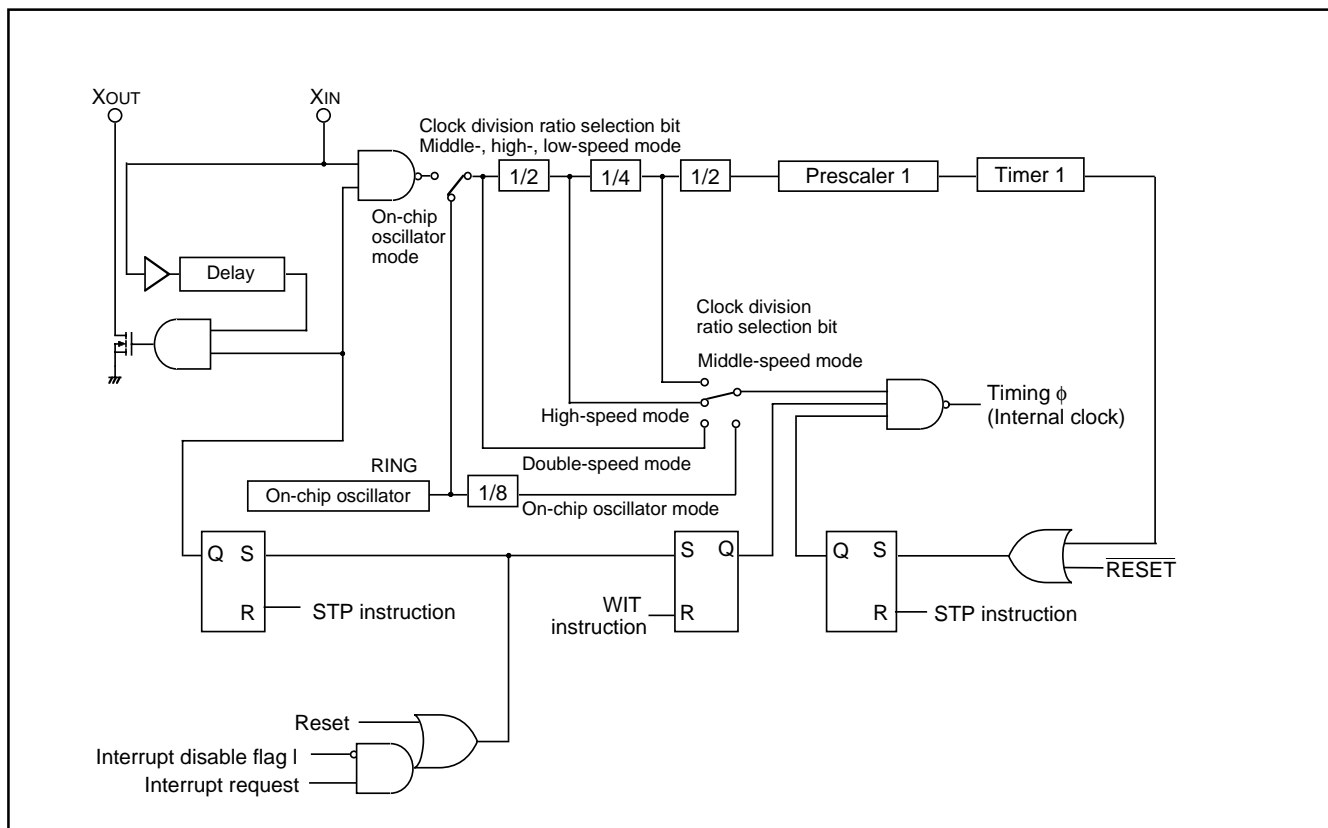 XOUT
XIN
Clock division ratio selection bit
Middle-, high-, low-speed mode
1/2
1/4
1/2
Prescaler 1
Timer 1
On-chip
oscillator
mode
Delay
Clock division
ratio selection bit
Middle-speed mode
High-speed mode
Timing ϕ
(Internal clock)
Double-speed mode
RING
On-chip oscillator
1/8
On-chip oscillator mode
Q S
R
STP instruction
S Q
R
WIT
instruction
Q S
R
STP instruction
RESET
Reset
Interrupt disable flag I
Interrupt request